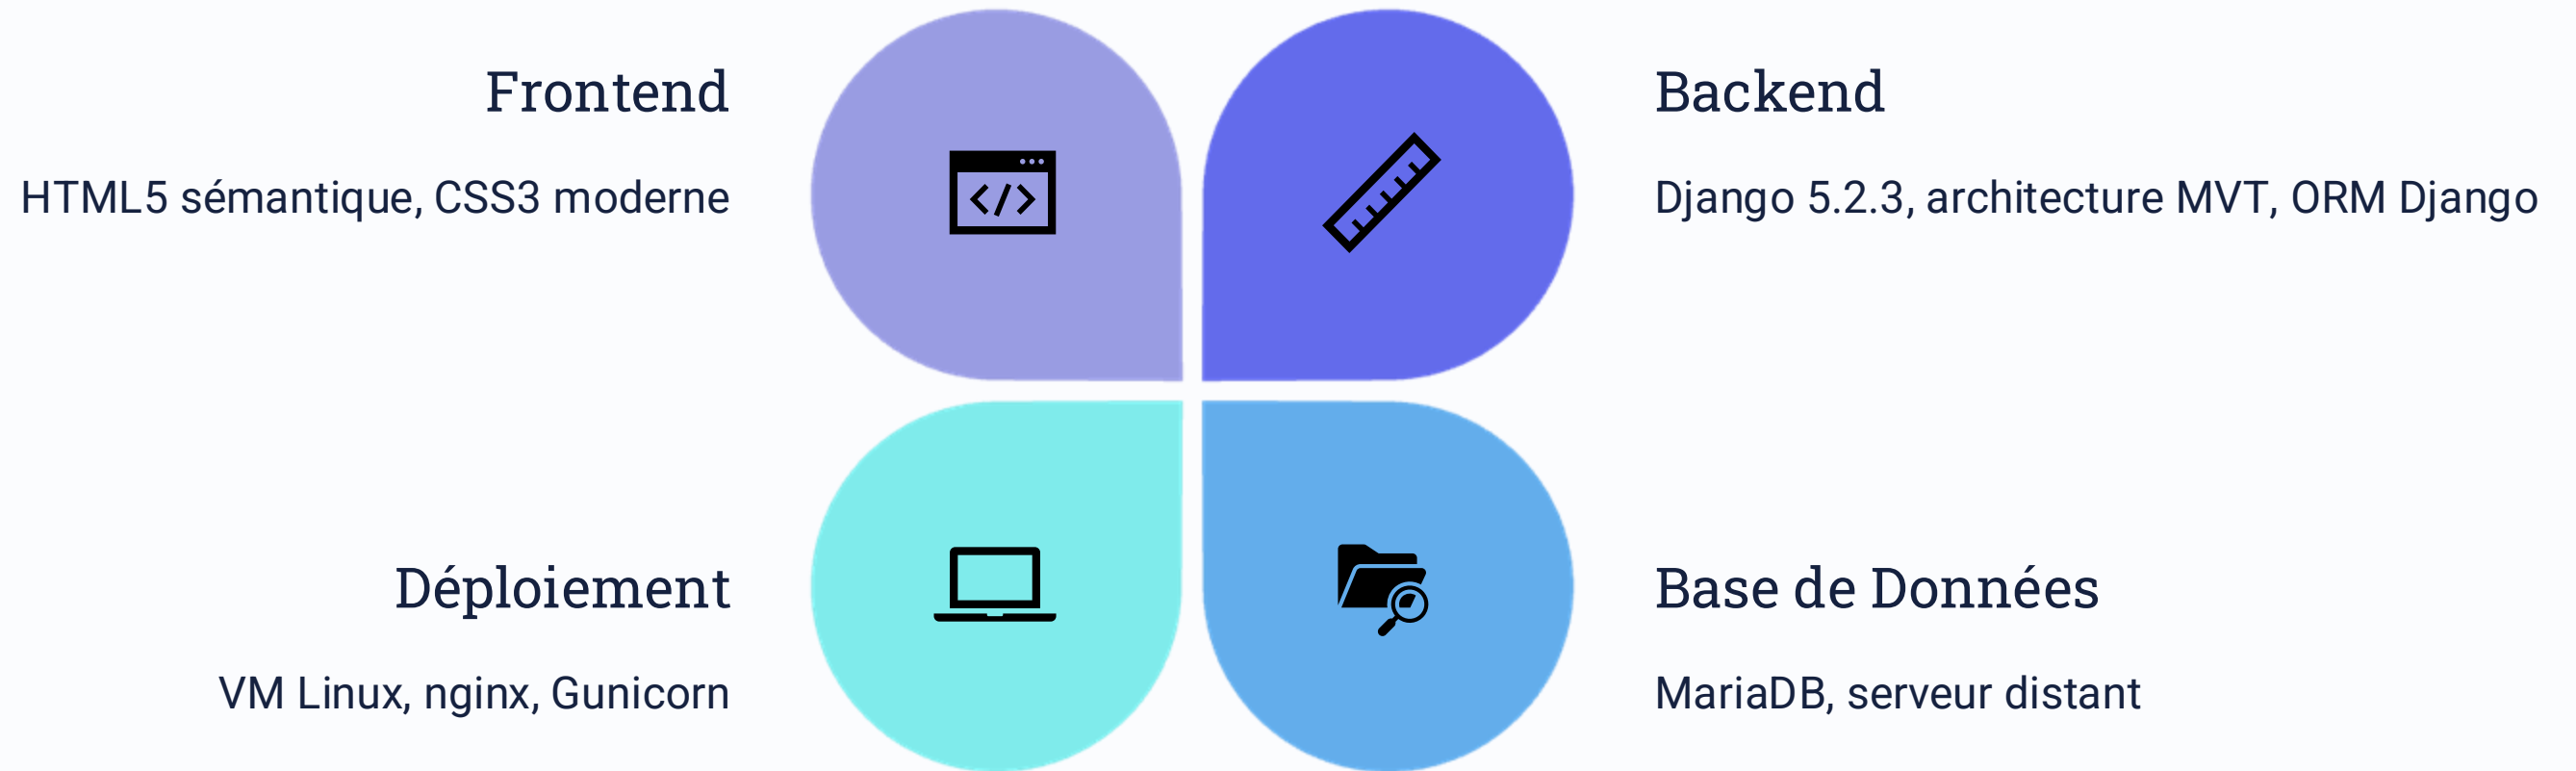 Frontend
HTML5 sémantique, CSS3 moderne
Backend
Django 5.2.3, architecture MVT, ORM Django
Déploiement
VM Linux, nginx, Gunicorn
Base de Données
MariaDB, serveur distant